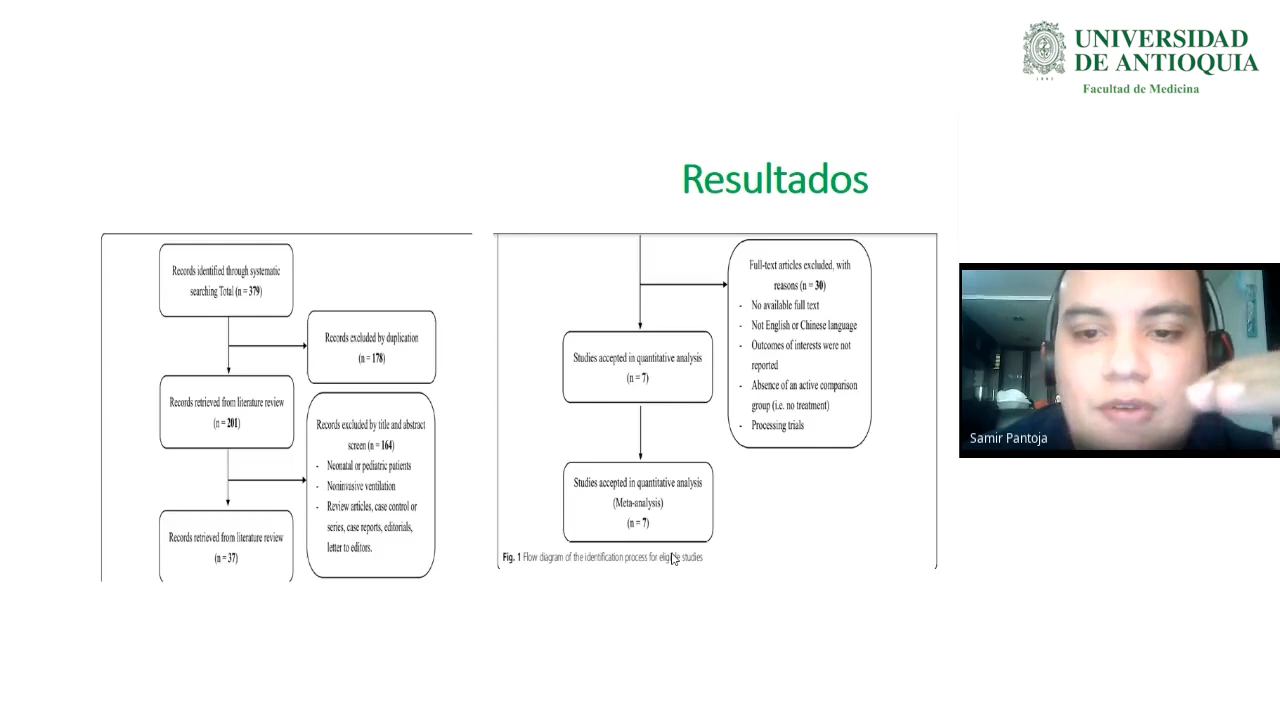 UNIVERSIDAD
DE ANTIOQUIA
1803
Facultad de Medicina
Resultados
Records identified through systematic
searching Total (n = 379)
Records excluded by duplication
(n = 178)
Records retrieved from literature review
(n = 201)
Records excluded by title and abstract
screen (n = 164)
- Neonatal or pediatric patients
- Noninvasive ventilation
- Review articles, case control or
series, case reports, editorials,
letter to editors.
Records retrieved from literature review
(n = 37)
Full-text articles excluded, with
reasons (n = 30)
- No available full text
- Not English or Chinese language
- Outcomes of interests were not
reported
- Absence of an active comparison
group (i.e. no treatment)
- Processing trials
Studies accepted in quantitative analysis
(n = 7)
Studies accepted in quantitative analysis
(Meta-analysis)
(n = 7)
Fig. 1 Flow diagram of the identification process for eligible studies
Samir Pantoja